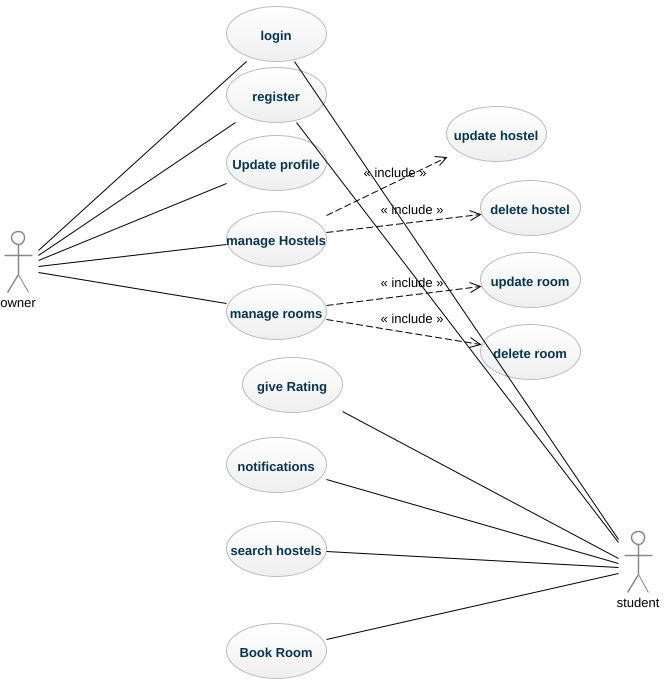 login
register
update hostel
Update profile
« include »
delete hostel
« include »
manage Hostels
update room
« include »
owner
manage rooms
« include »
delete room
give Rating
notifications
search hostels
student
Book Room